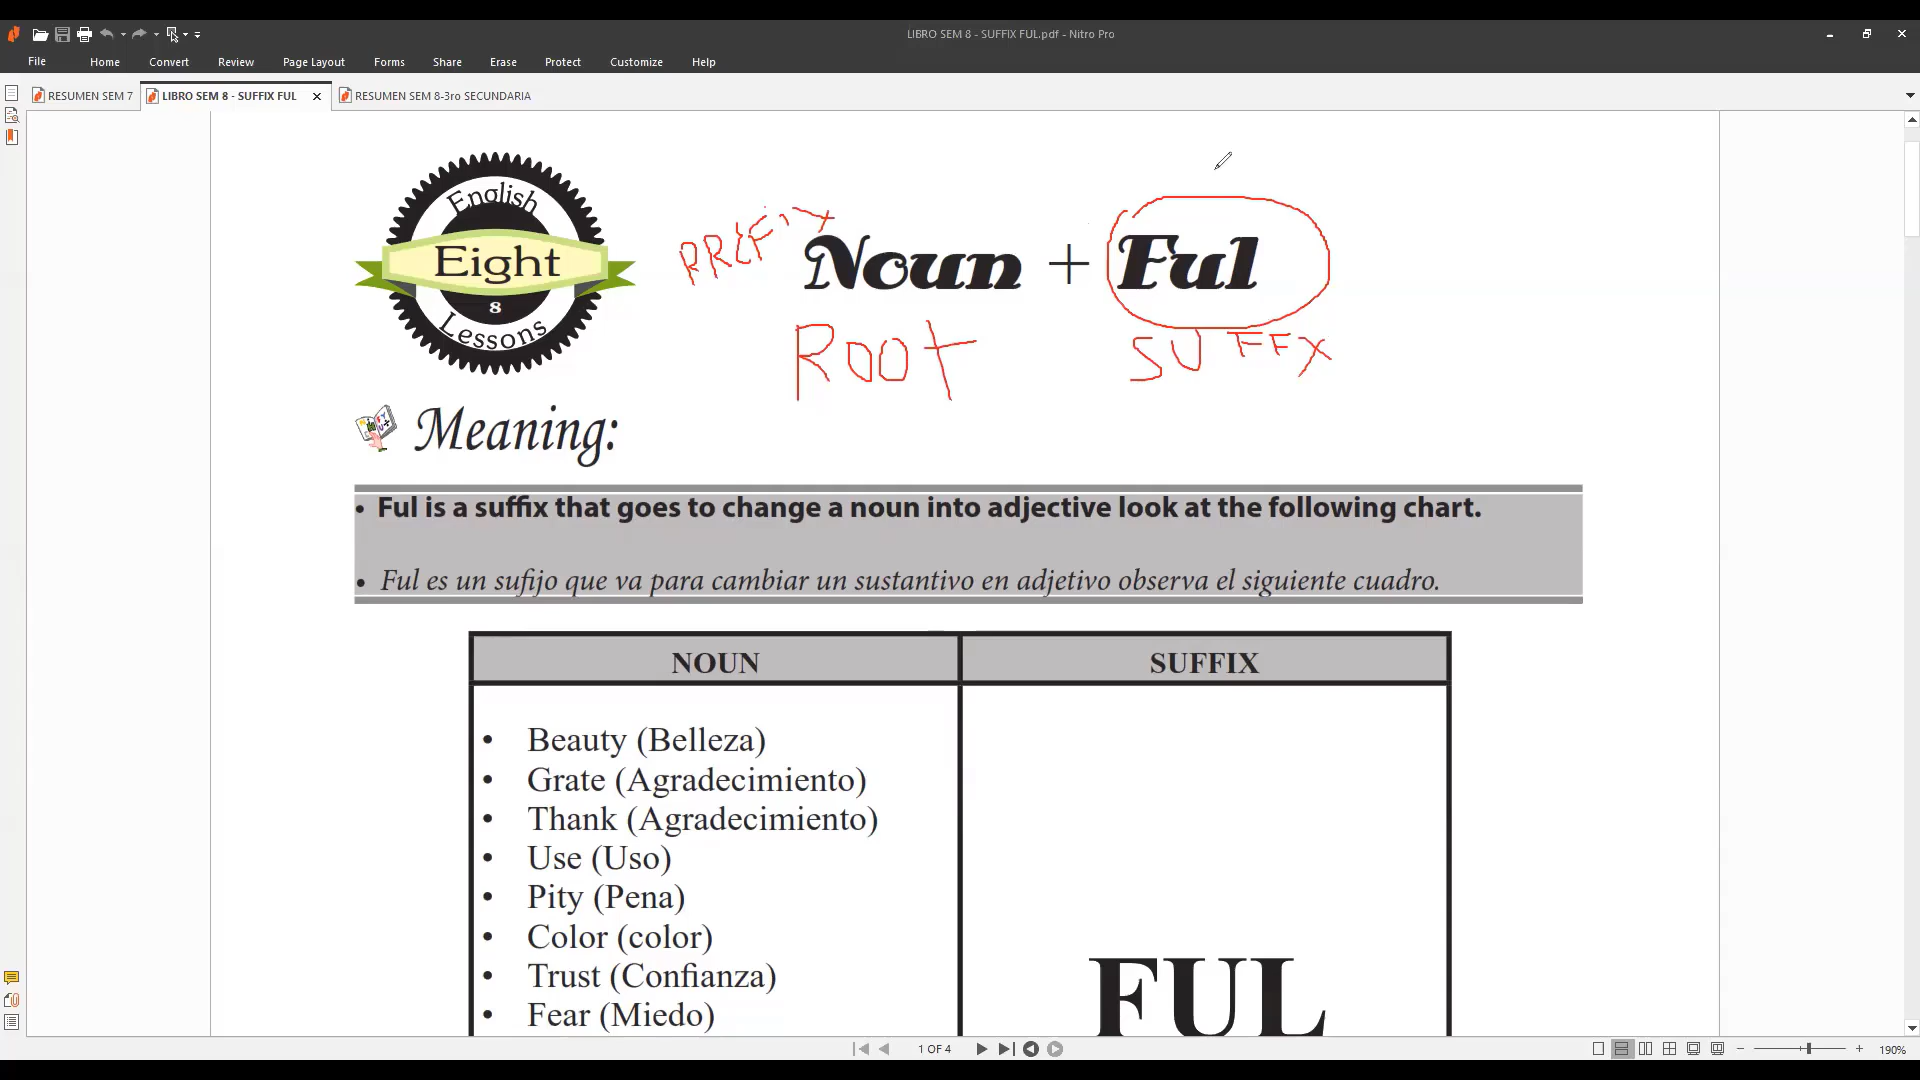 LIBRO SEM 8 - SUFFIX FUL.pdf - Nitro Pro
File Home Convert Review Page Layout Forms Share Erase Protect Customize Help
RESUMEN SEM 7 LIBRO SEM 8 - SUFFIX FUL RESUMEN SEM 8-3ro SECUNDARIA
English
Eight
8
Lessons
PREFIX
Noun + Ful
ROOT SUFFX
Meaning:
• Ful is a suffix that goes to change a noun into adjective look at the following chart.
• Ful es un sufijo que va para cambiar un sustantivo en adjetivo observa el siguiente cuadro.
NOUN SUFFIX
• Beauty (Belleza)
• Grate (Agradecimiento)
• Thank (Agradecimiento)
• Use (Uso)
• Pity (Pena)
• Color (color)
• Trust (Confianza)
• Fear (Miedo)
FUL
1 OF 4
190%